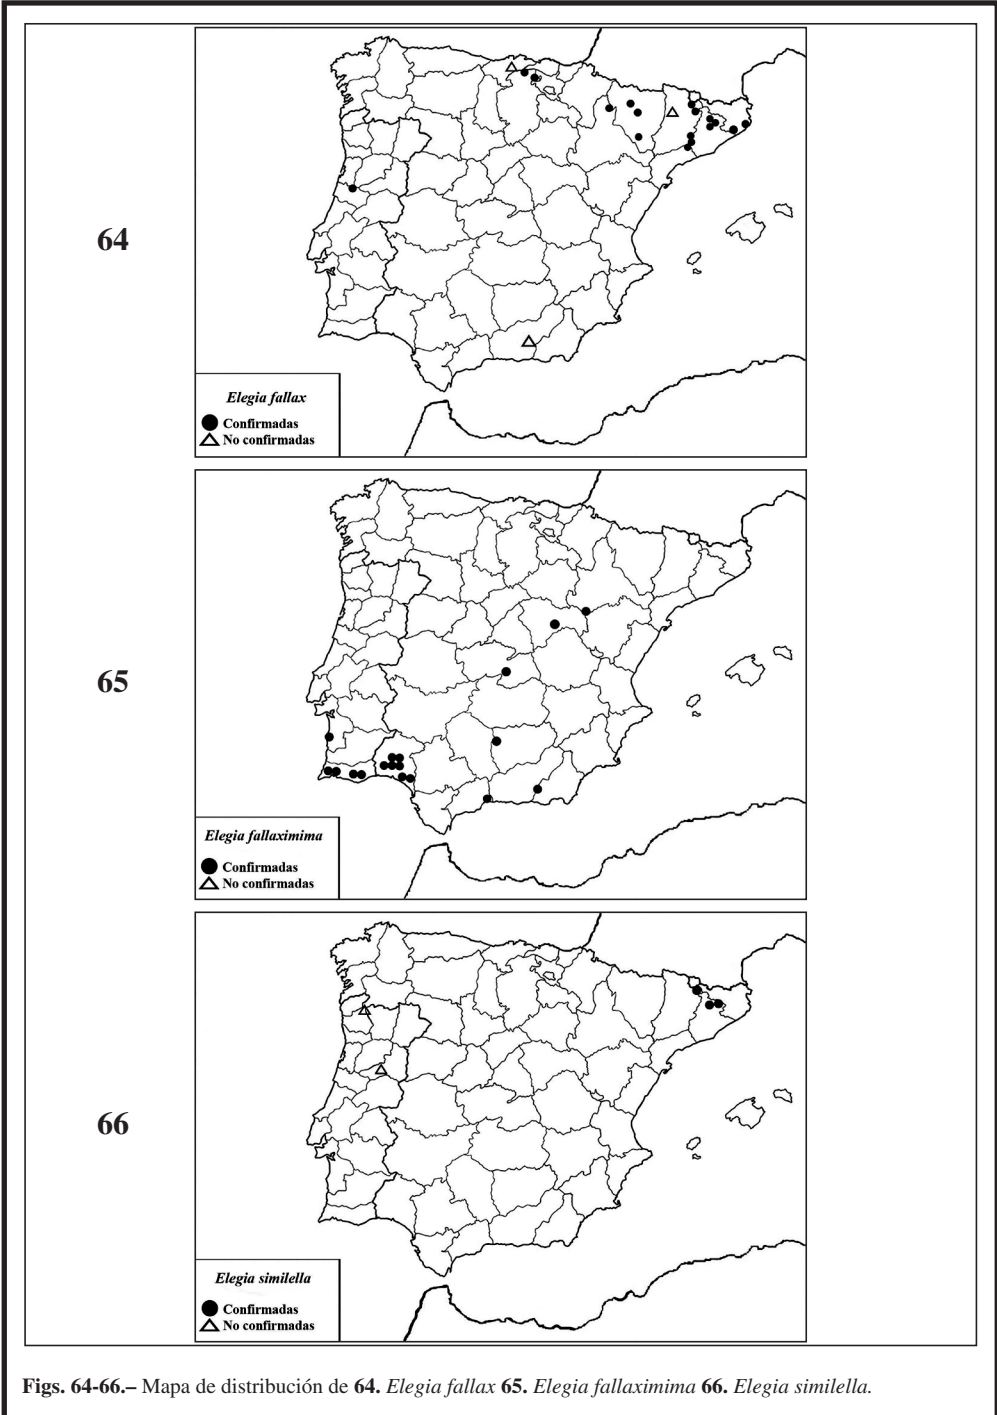 64
Elegia fallax
Confirmadas
No confirmadas
65
Elegia fallaximima
Confirmadas
No confirmadas
66
Elegia similella
Confirmadas
No confirmadas
Figs. 64-66.– Mapa de distribución de 64. Elegia fallax 65. Elegia fallaximima 66. Elegia similella.